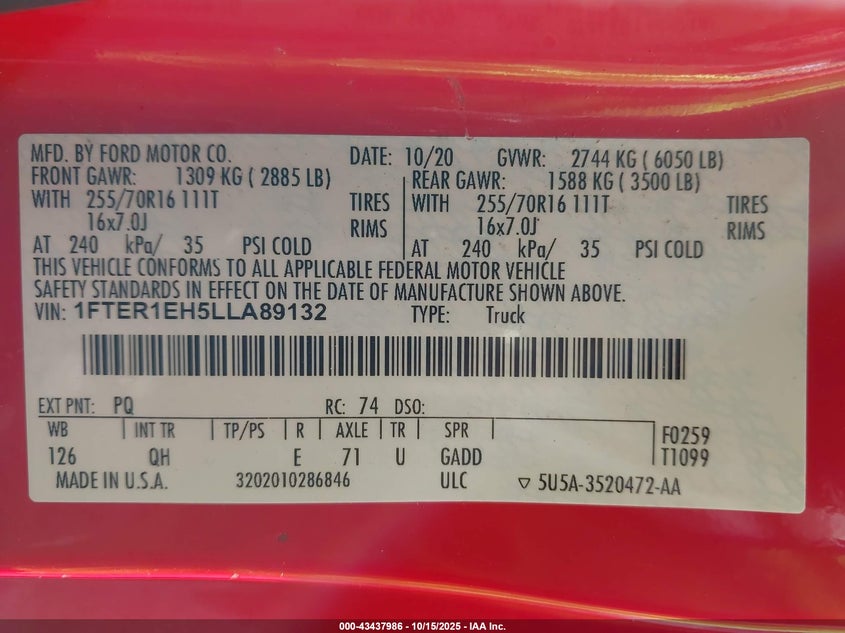 MFD. BY FORD MOTOR CO. DATE: 10/20 GVWR: 2744 KG ( 6050 LB)
FRONT GAWR: 1309 KG ( 2885 LB) REAR GAWR: 1588 KG ( 3500 LB)
WITH 255/70R16 111T TIRES WITH 255/70R16 111T TIRES
16x7.0J RIMS 16x7.0J RIMS
AT 240 kPa/ 35 PSI COLD AT 240 kPa/ 35 PSI COLD
THIS VEHICLE CONFORMS TO ALL APPLICABLE FEDERAL MOTOR VEHICLE
SAFETY STANDARDS IN EFFECT ON THE DATE OF MANUFACTURE SHOWN ABOVE.
VIN: 1FTER1EH5LLA89132 TYPE: Truck
EXT PNT: PQ RC: 74 DSO:
WB INT TR TP/PS R AXLE TR SPR F0259
126 QH E 71 U GADD T1099
MADE IN U.S.A. 3202010286846 ULC ▽ 5U5A-3520472-AA
000-43437986 - 10/15/2025 - IAA Inc.